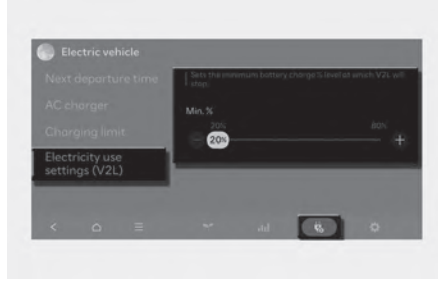 Electric vehicle
Next departure time
Sets the minimum battery charge % level at which V2L will
stop.
AC charger
Min. %
20% 80%
Charging limit
20%
Electricity use
settings (V2L)